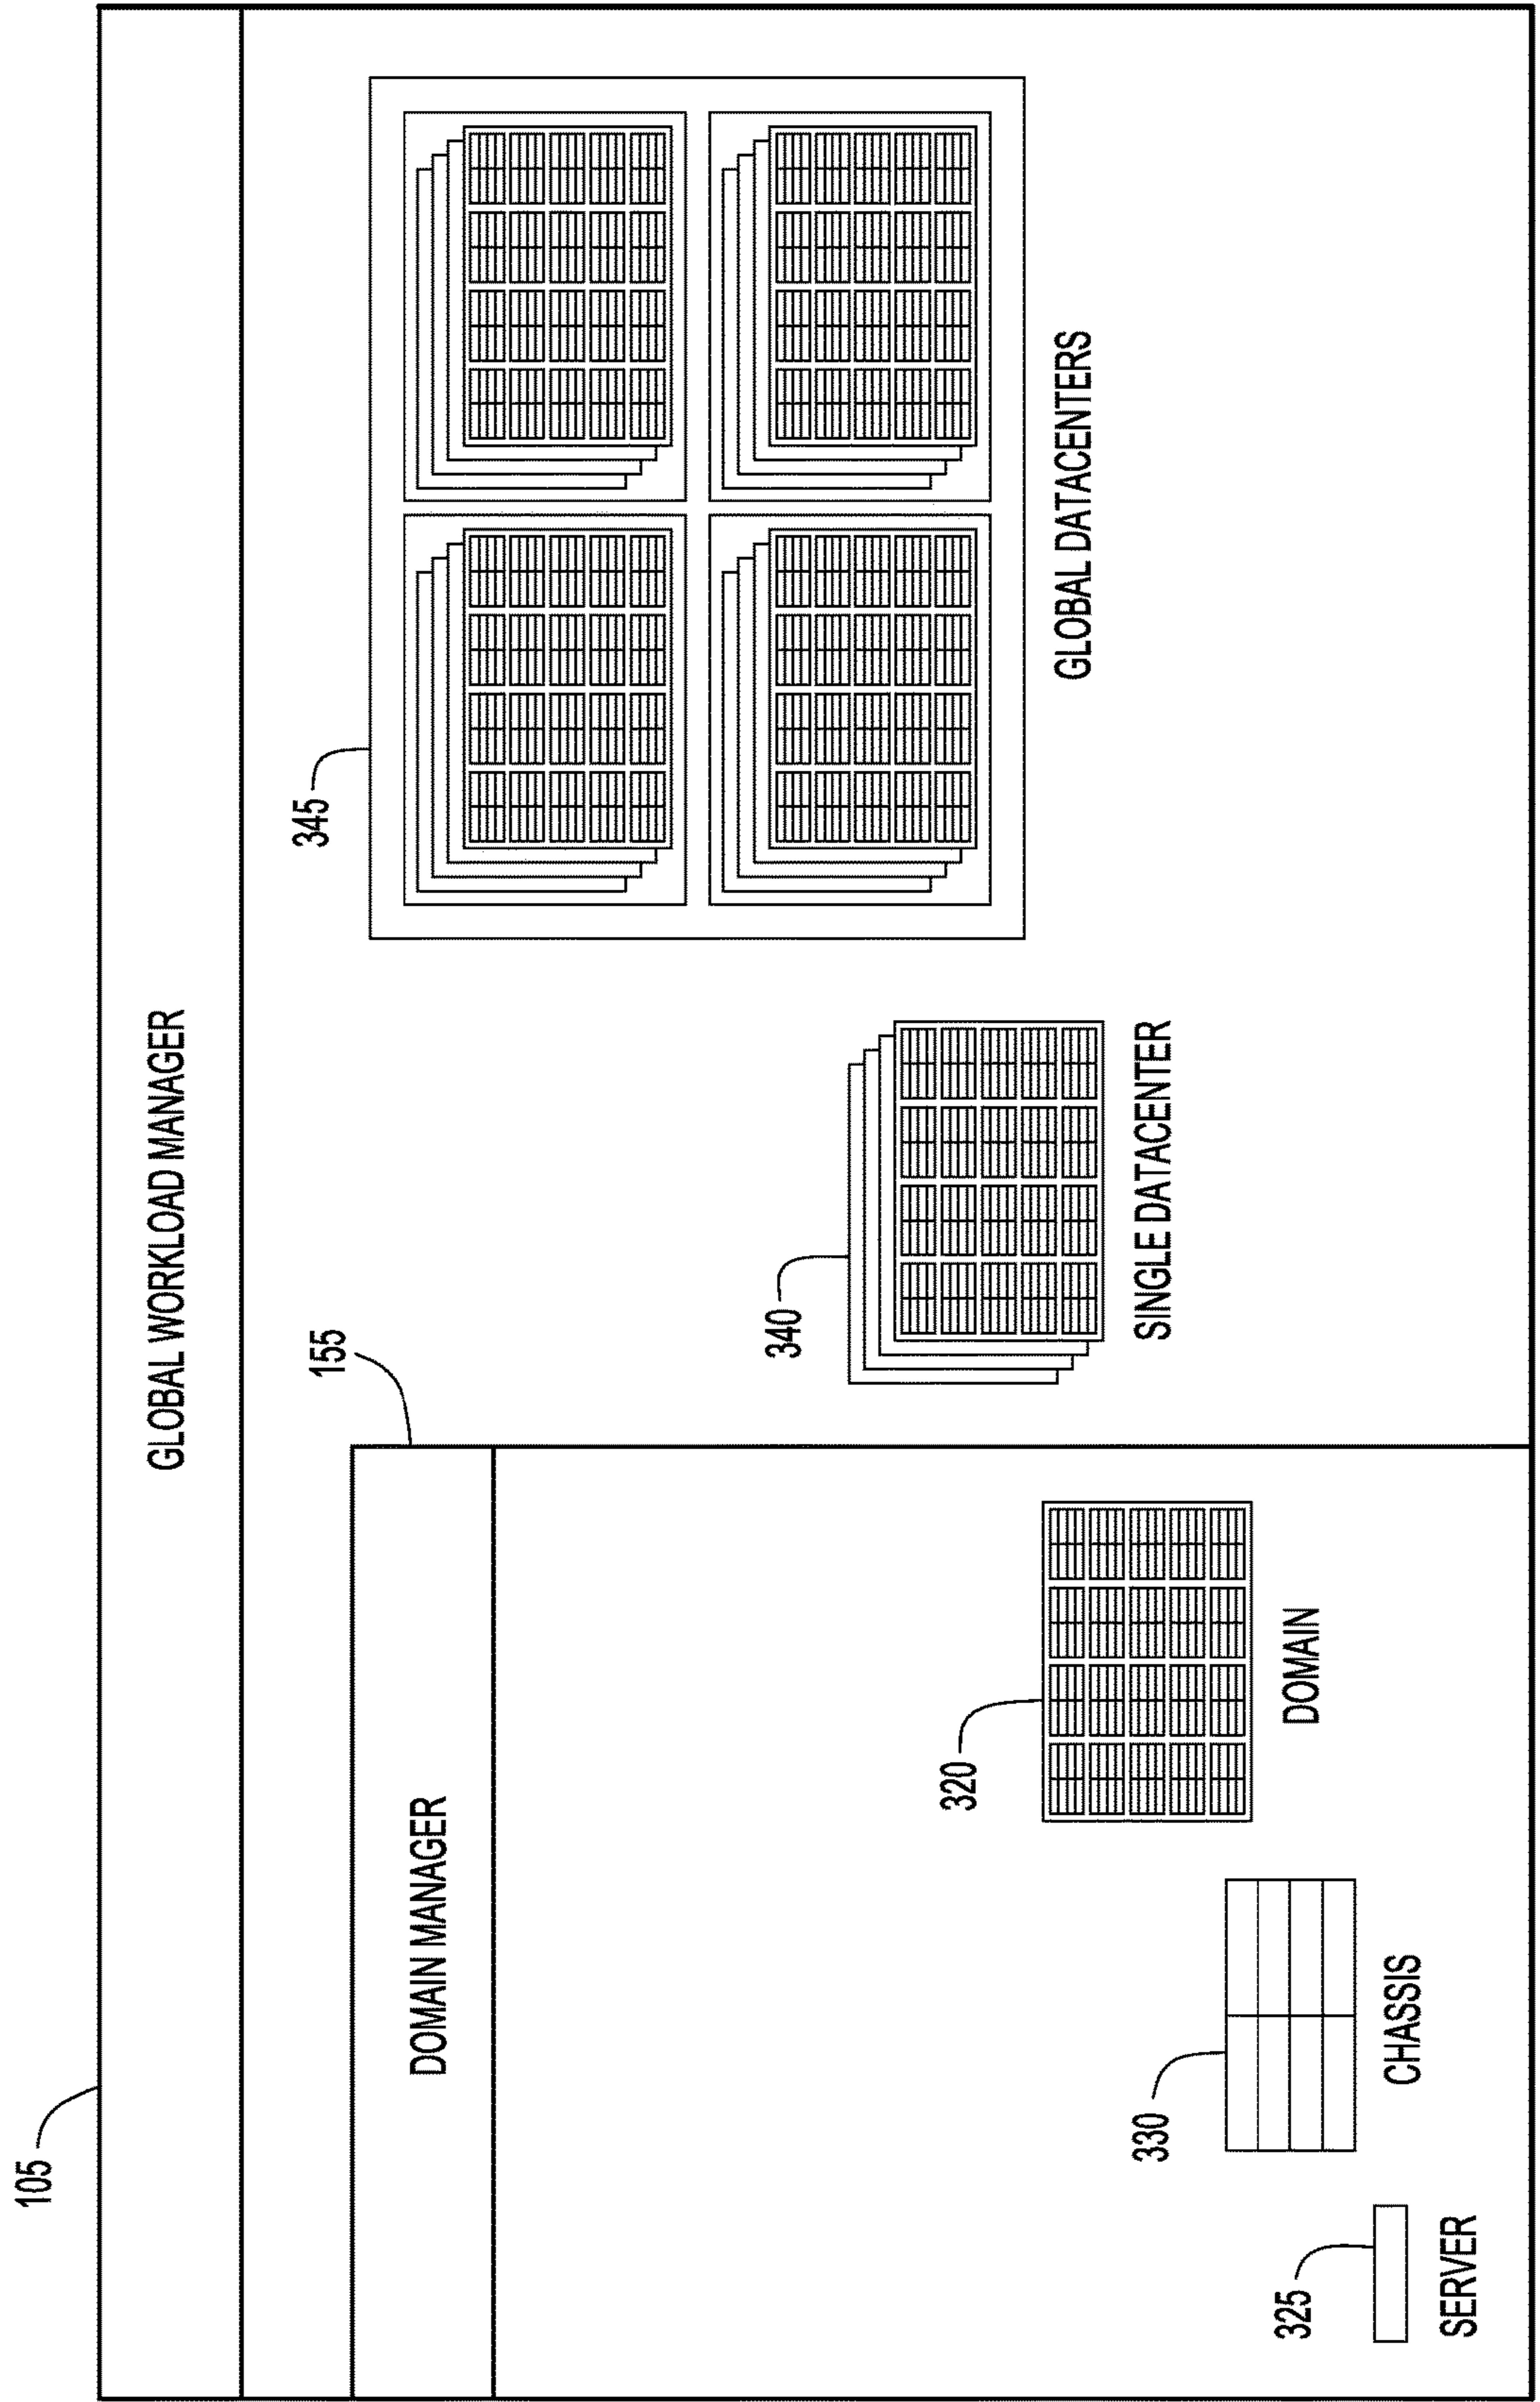 105
GLOBAL WORKLOAD MANAGER
155
DOMAIN MANAGER
345
GLOBAL DATACENTERS
340
SINGLE DATACENTER
320
DOMAIN
330
CHASSIS
325
SERVER